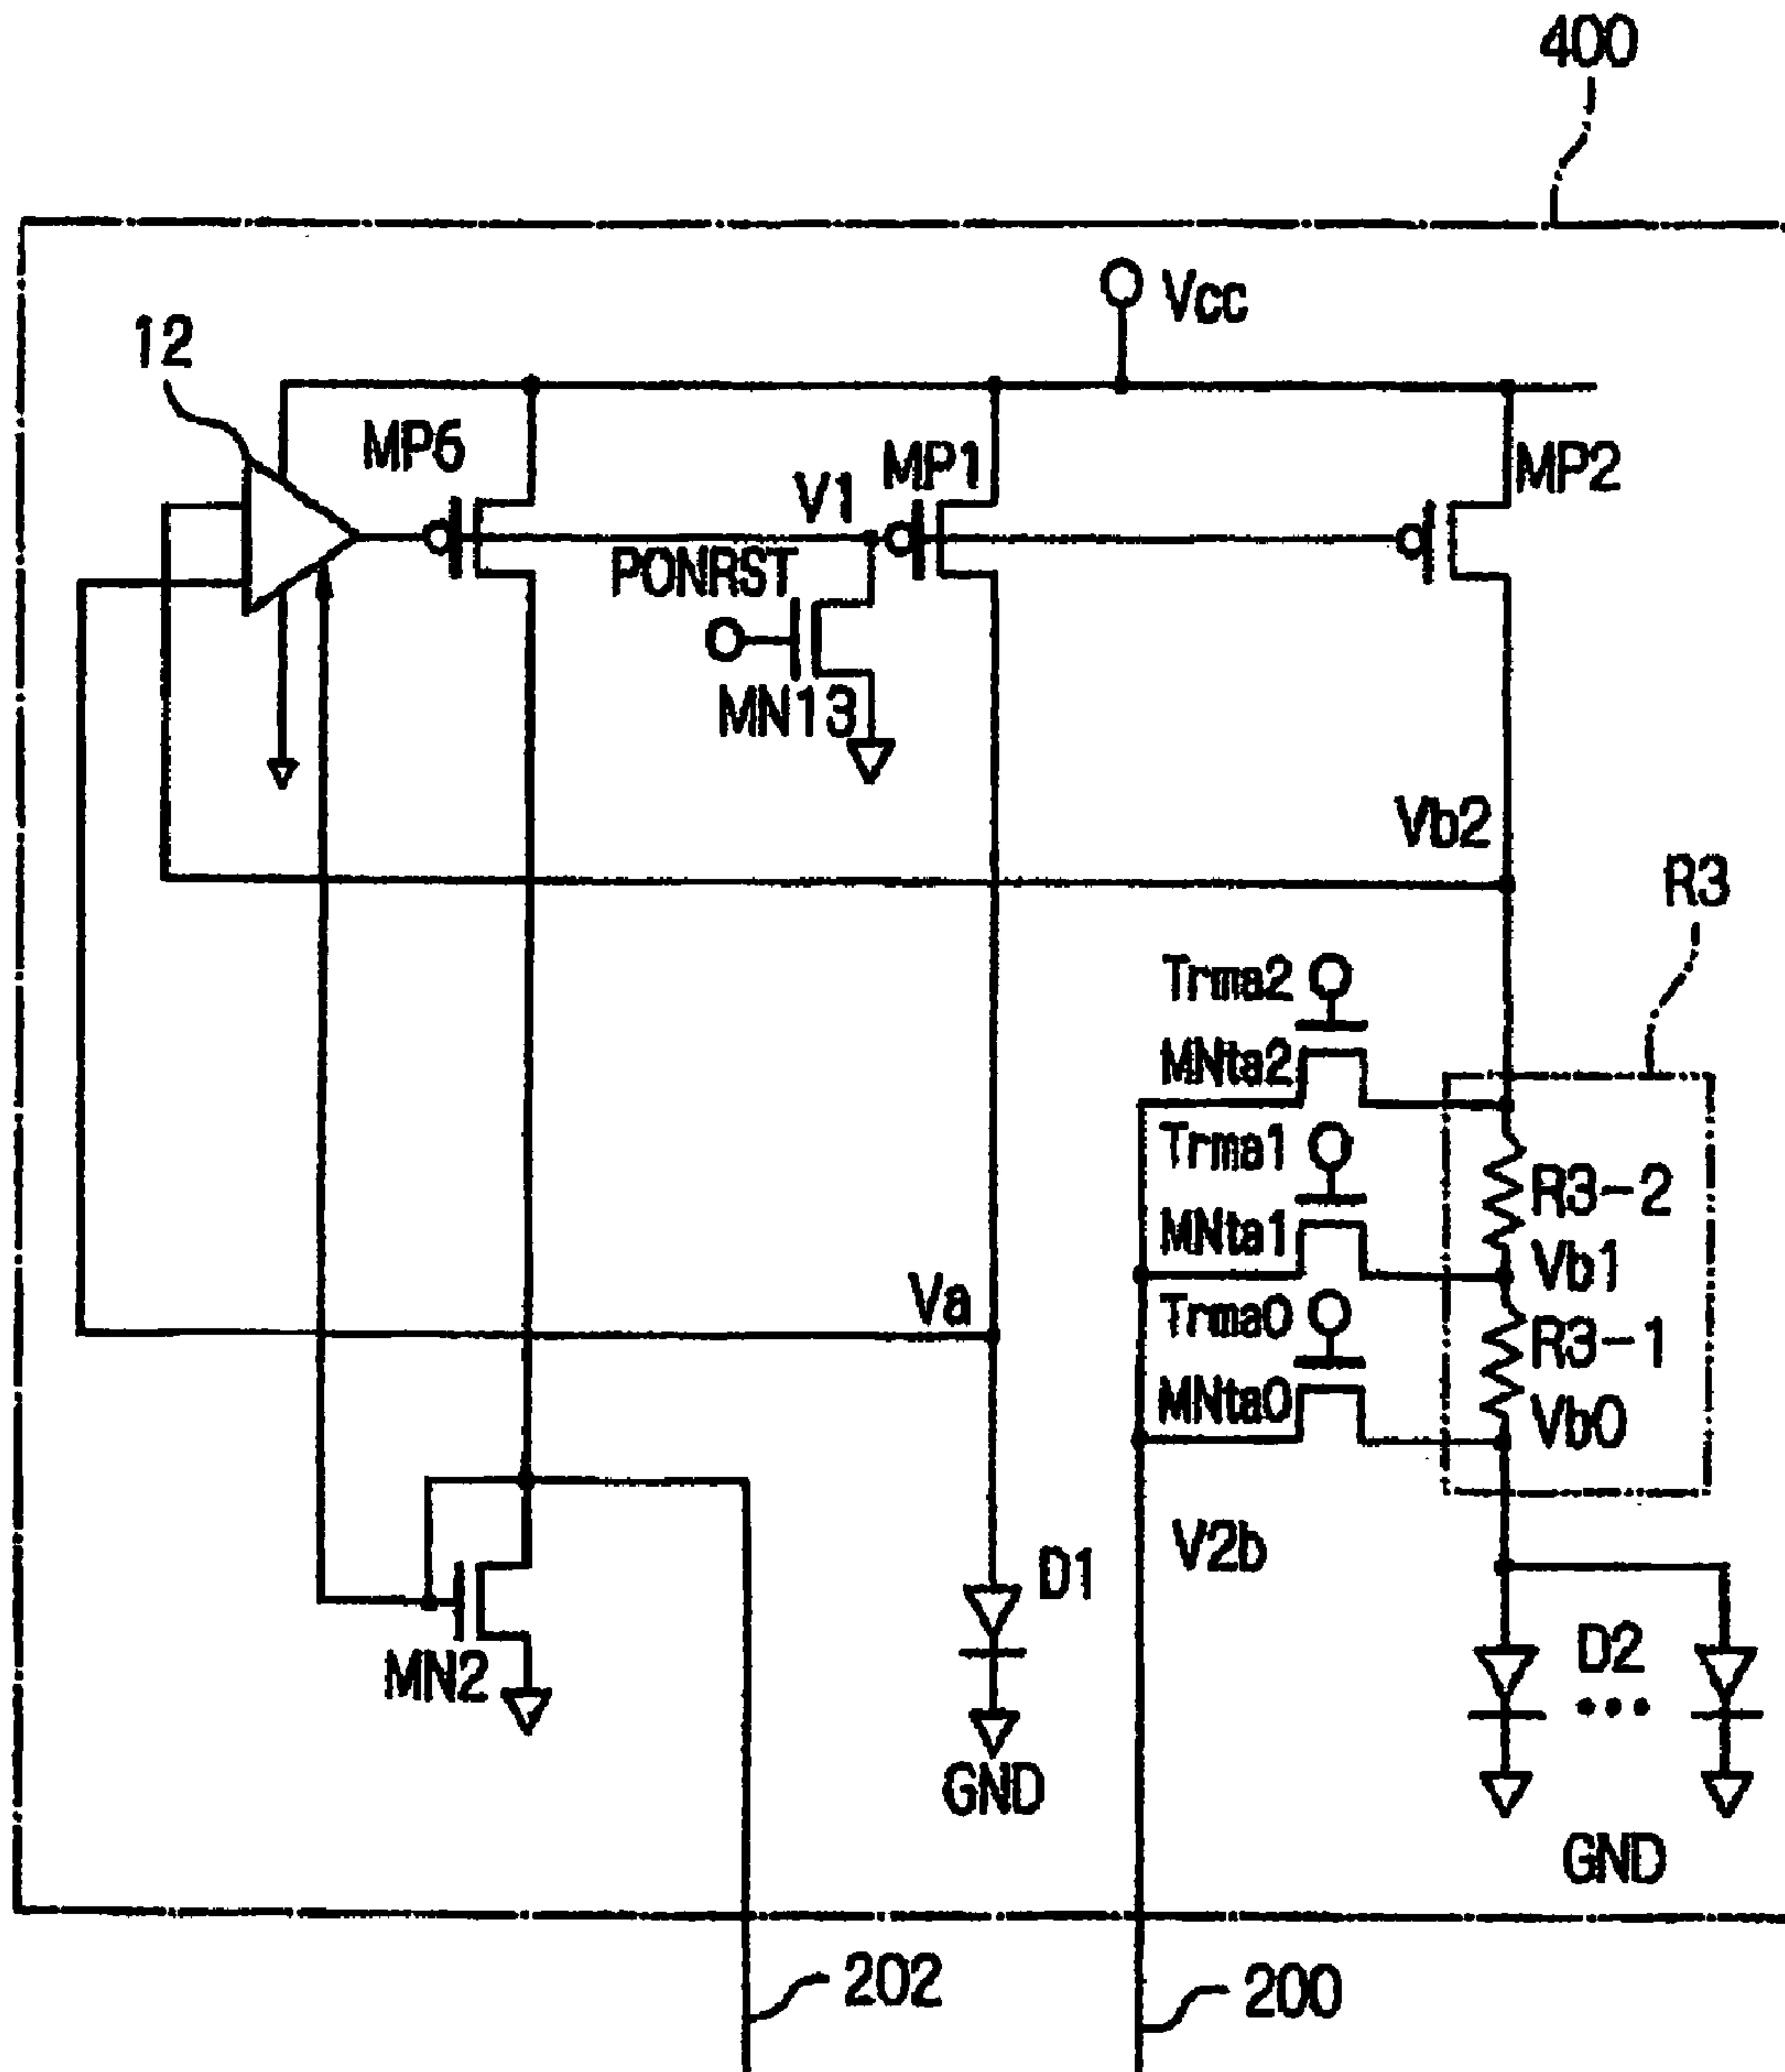 400
Vcc
12
MP6
V1
MP1
MP2
PONRST
MN13
Vb2
R3
Trma2
MNta2
Trma1
R3-2
MNta1
Vb1
Va
Trma0
R3-1
MNta0
Vb0
V2b
D1
D2
MN2
GND
GND
202
200